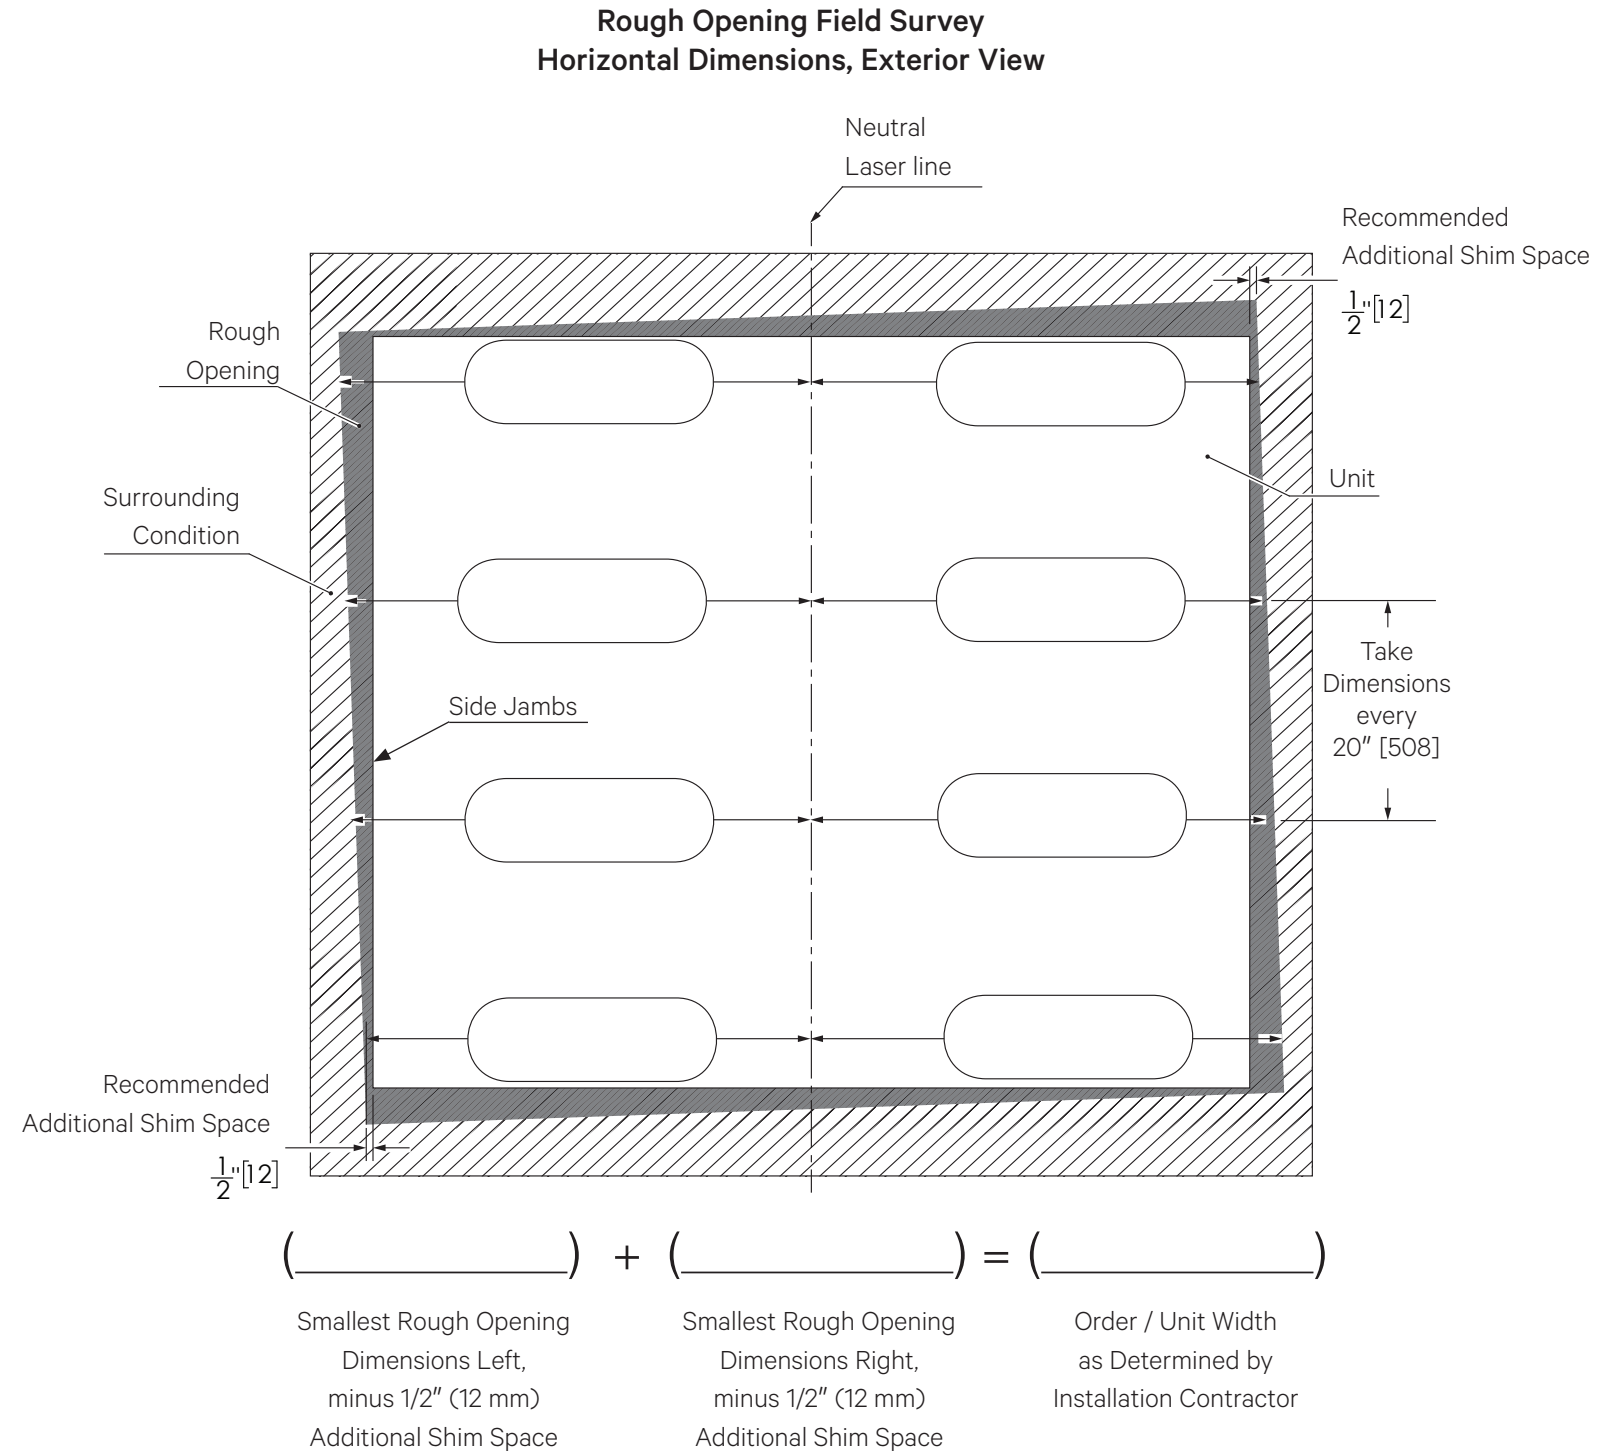 Rough Opening Field Survey
Horizontal Dimensions, Exterior View
Neutral
Laser line
Recommended
Additional Shim Space
1/2"[12]
Rough
Opening
Surrounding
Condition
Unit
Side Jambs
Take
Dimensions
every
20″ [508]
Recommended
Additional Shim Space
1/2"[12]
(____________) + (____________) = (____________)
Smallest Rough Opening
Dimensions Left,
minus 1/2″ (12 mm)
Additional Shim Space
Smallest Rough Opening
Dimensions Right,
minus 1/2″ (12 mm)
Additional Shim Space
Order / Unit Width
as Determined by
Installation Contractor